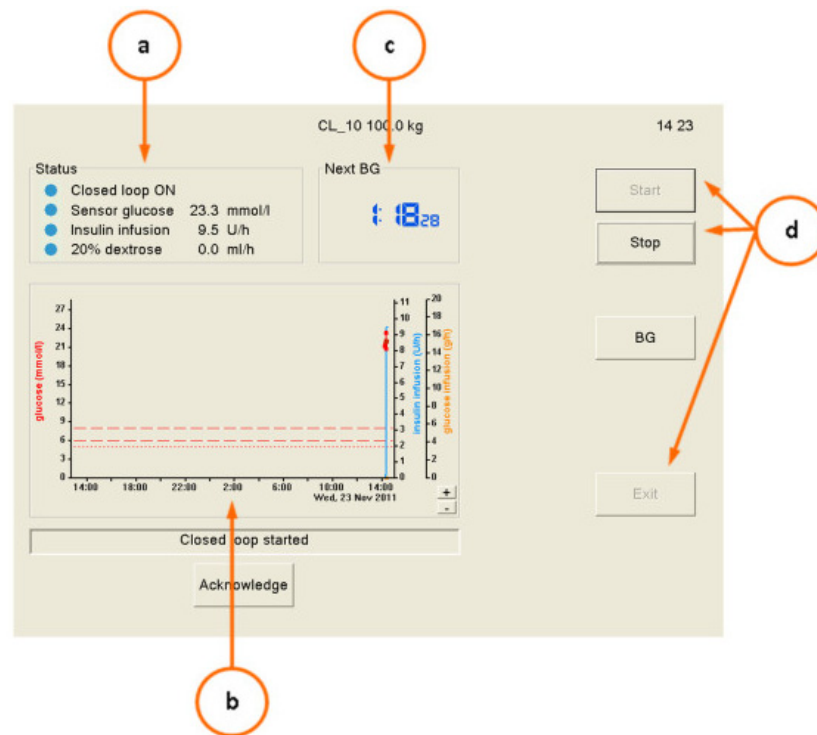 a
c
CL_10 100.0 kg
14 23
Status
Closed loop ON
Sensor glucose 23.3 mmol/l
Insulin infusion 9.5 U/h
20% dextrose 0.0 ml/h
Next BG
1:18 28
Start
Stop
d
BG
Exit
glucose (mmol/l)
27
24
21
18
15
12
9
6
3
0
14:00 18:00 22:00 2:00 6:00 10:00 14:00
Wed, 23 Nov 2011
11
10
9
8
7
6
5
4
3
2
1
0
insulin infusion (U/h)
20
18
16
14
12
10
8
6
4
2
0
glucose infusion (g/h)
+
-
Closed loop started
Acknowledge
b